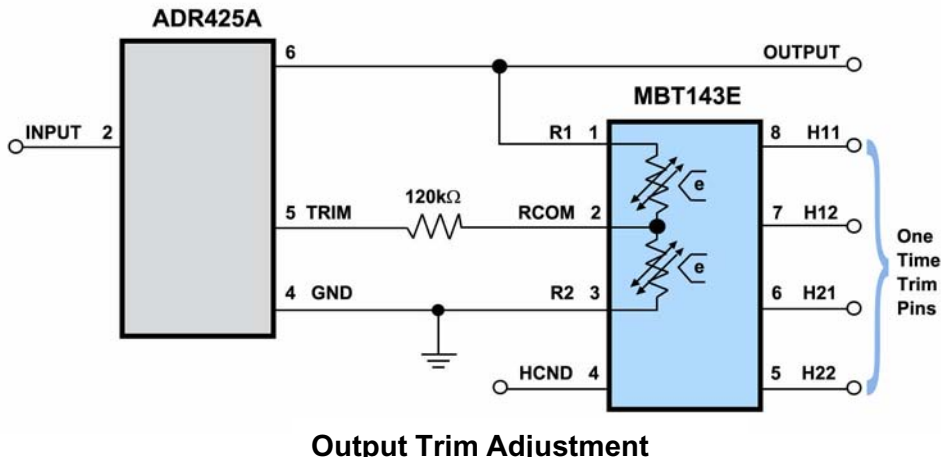 ADR425A
6
OUTPUT
MBT143E
INPUT 2
R1 1
8 H11
e
120kΩ
5 TRIM
RCOM 2
7 H12
e
One
Time
Trim
Pins
4 GND
R2 3
6 H21
HCND 4
5 H22
Output Trim Adjustment